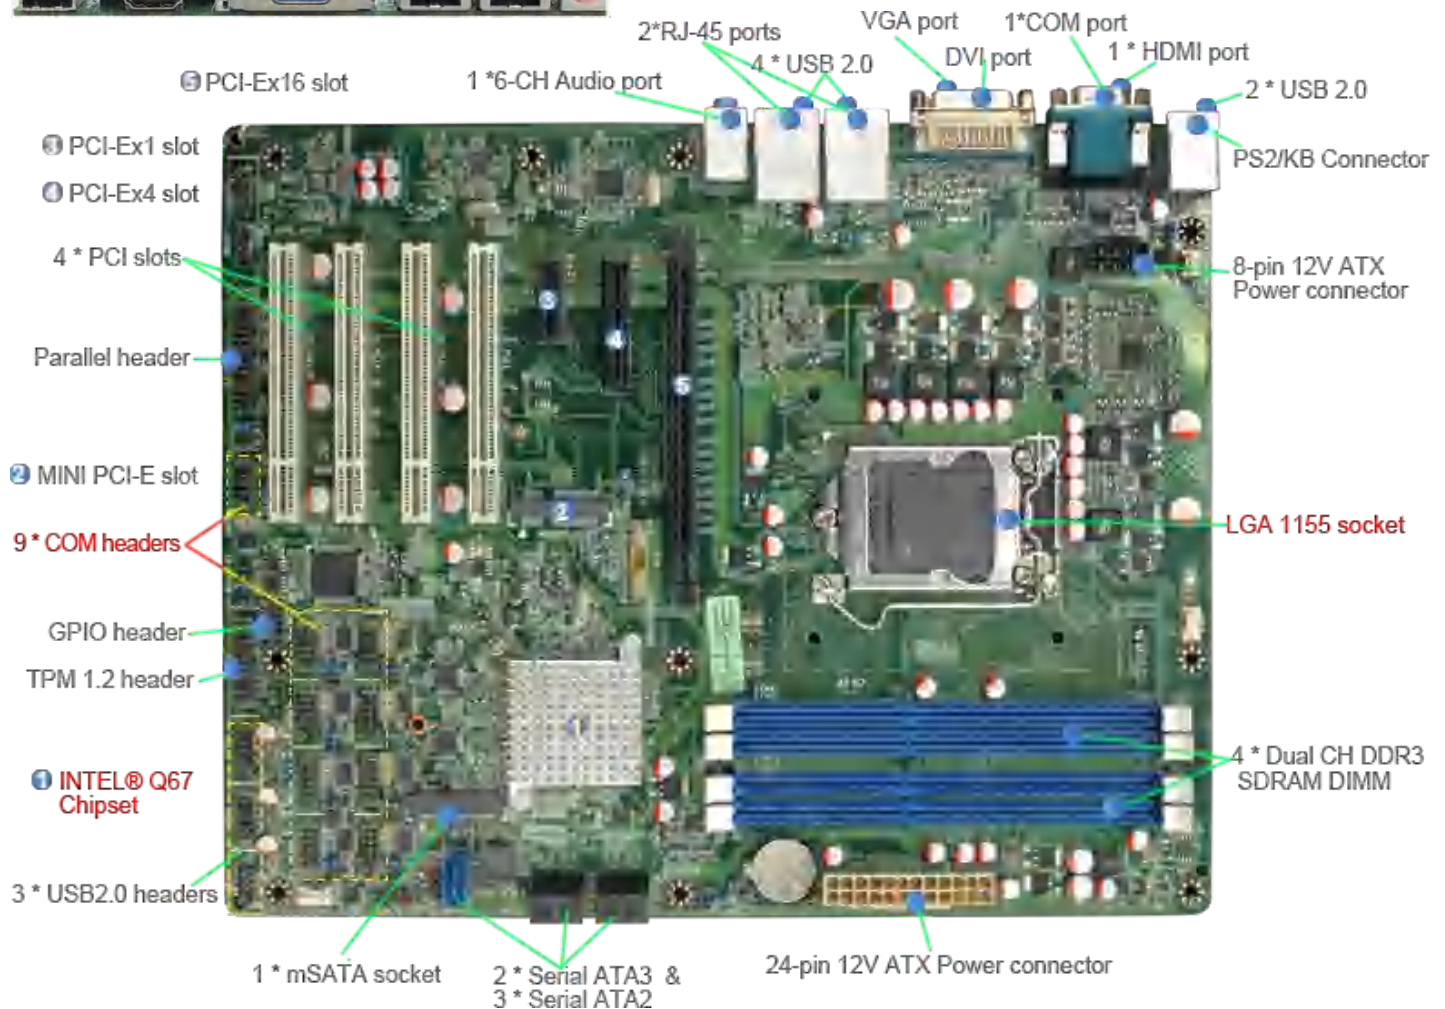 2*RJ-45 ports
VGA port
1*COM port
4 * USB 2.0
DVI port
1 * HDMI port
5 PCI-Ex16 slot
1 *6-CH Audio port
2 * USB 2.0
3 PCI-Ex1 slot
PS2/KB Connector
4 PCI-Ex4 slot
4 * PCI slots
8-pin 12V ATX
Power connector
3
4
5
Parallel header
2 MINI PCI-E slot
2
9 * COM headers
LGA 1155 socket
GPIO header
TPM 1.2 header
1
1 INTEL® Q67
Chipset
4 * Dual CH DDR3
SDRAM DIMM
3 * USB2.0 headers
1 * mSATA socket
2 * Serial ATA3 &
3 * Serial ATA2
24-pin 12V ATX Power connector